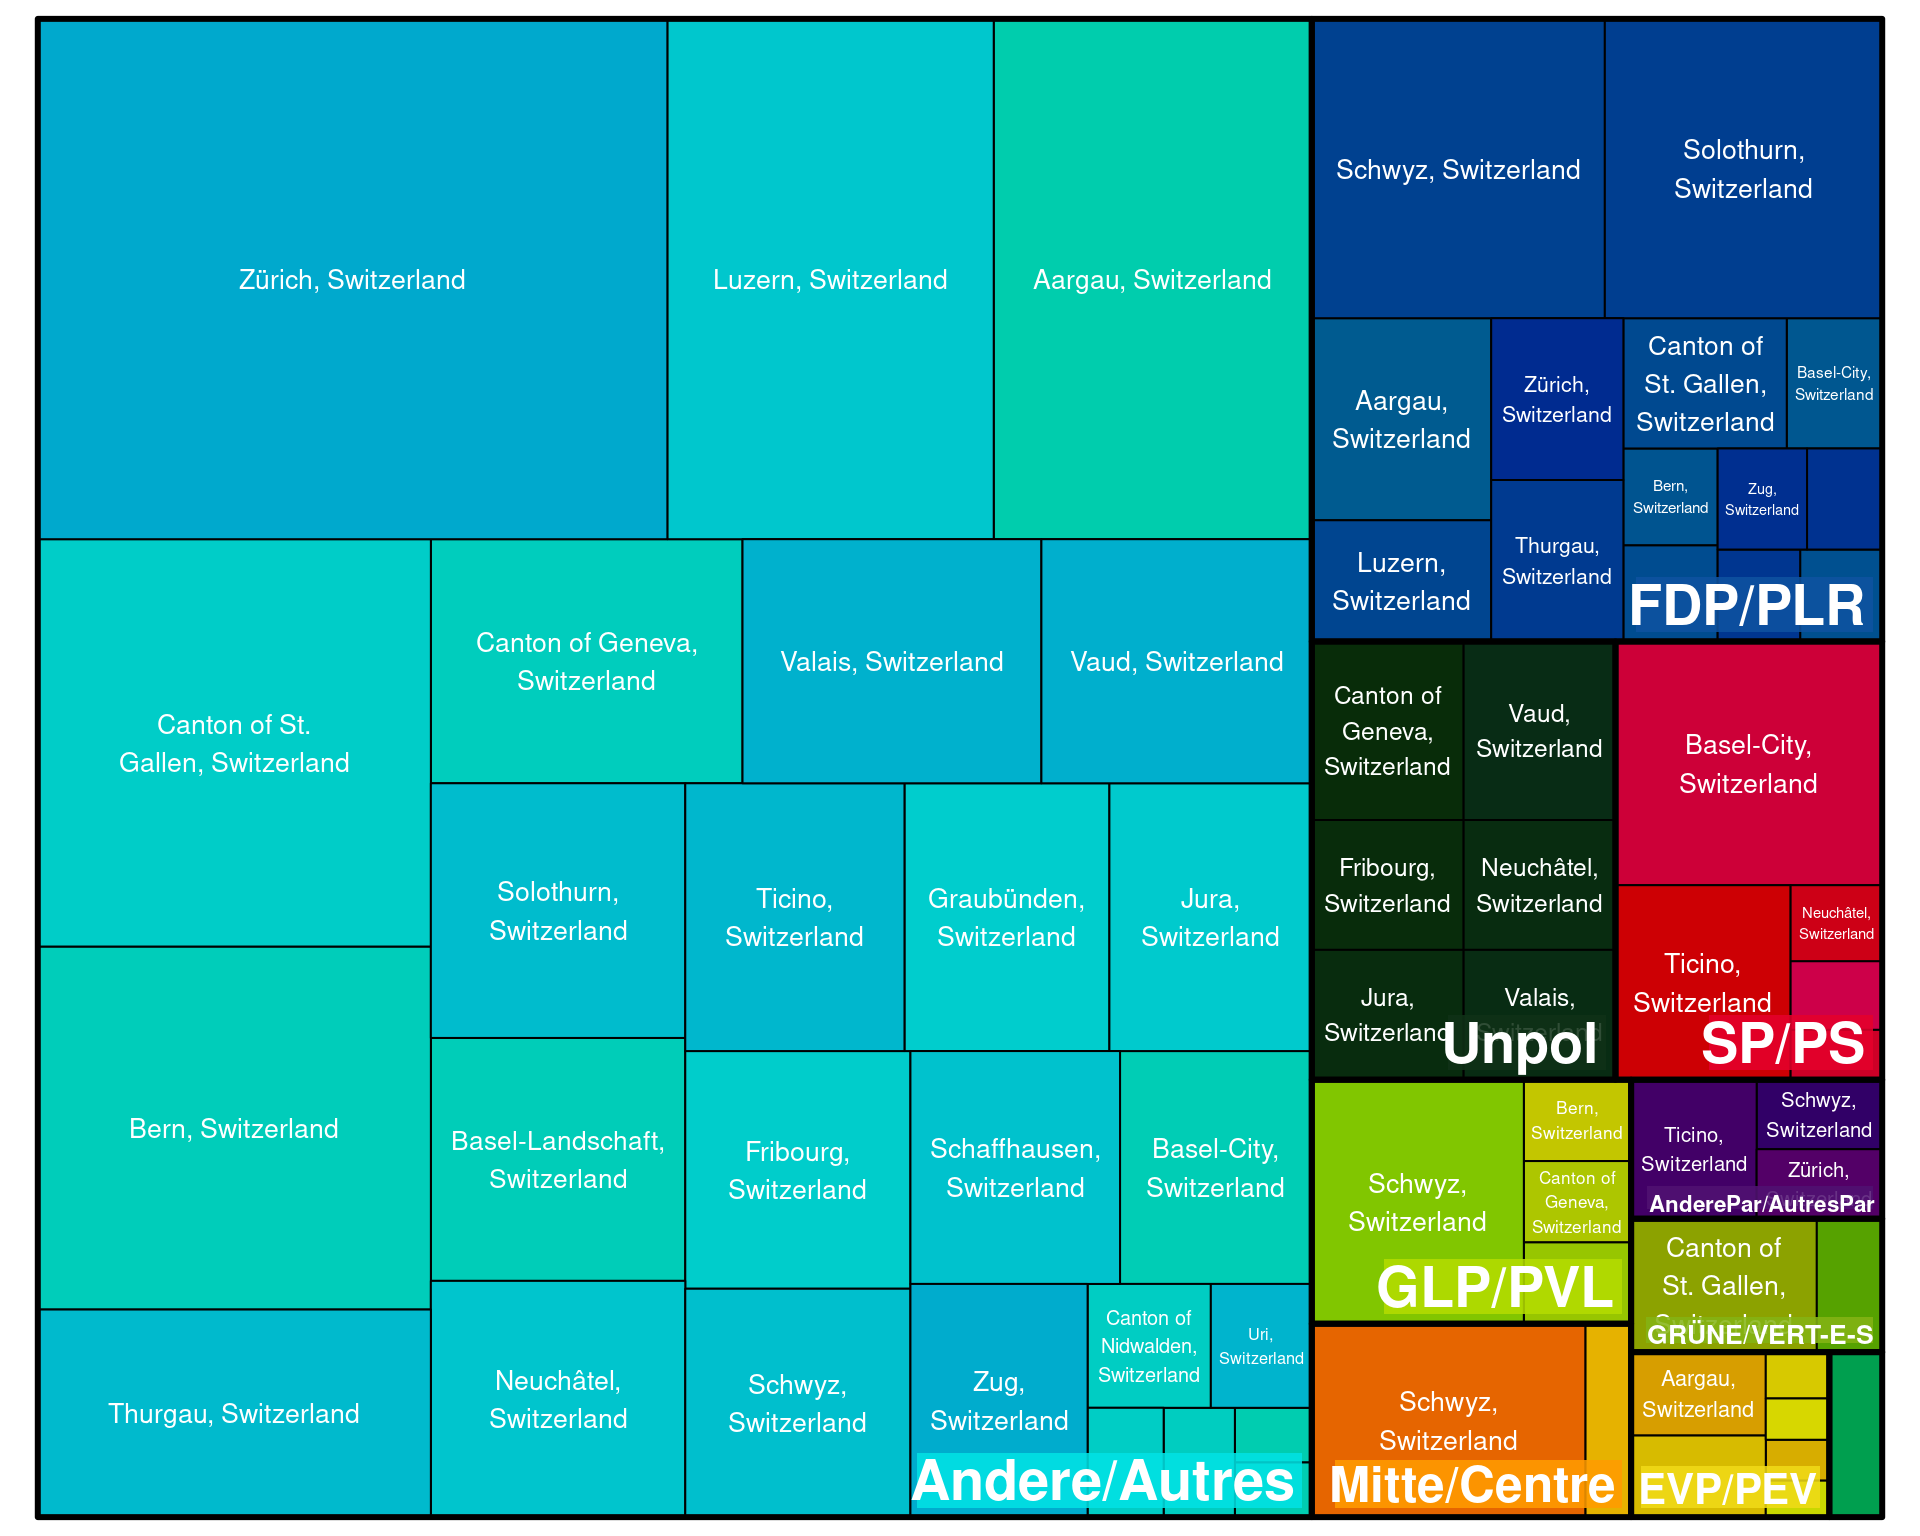 Zürich, Switzerland
Luzern, Switzerland
Aargau, Switzerland
Canton of St.
Gallen, Switzerland
Canton of Geneva,
Switzerland
Valais, Switzerland
Vaud, Switzerland
Bern, Switzerland
Solothurn,
Switzerland
Ticino,
Switzerland
Graubünden,
Switzerland
Jura,
Switzerland
Basel-Landschaft,
Switzerland
Fribourg,
Switzerland
Schaffhausen,
Switzerland
Basel-City,
Switzerland
Thurgau, Switzerland
Neuchâtel,
Switzerland
Schwyz,
Switzerland
Zug,
Switzerland
Canton of
Nidwalden,
Switzerland
Uri,
Switzerland
Andere/Autres
Schwyz, Switzerland
Solothurn,
Switzerland
Aargau,
Switzerland
Zürich,
Switzerland
Canton of
St. Gallen,
Switzerland
Basel-City,
Switzerland
Luzern,
Switzerland
Thurgau,
Switzerland
Bern,
Switzerland
Zug,
Switzerland
FDP/PLR
Canton of
Geneva,
Switzerland
Vaud,
Switzerland
Fribourg,
Switzerland
Neuchâtel,
Switzerland
Jura,
Switzerland
Valais,
Switzerland
Unpol
Basel-City,
Switzerland
Ticino,
Switzerland
Neuchâtel,
Switzerland
SP/PS
Schwyz,
Switzerland
Bern,
Switzerland
Canton of
Geneva,
Switzerland
GLP/PVL
Ticino,
Switzerland
Schwyz,
Switzerland
Zürich,
Switzerland
AnderePar/AutresPar
Canton of
St. Gallen,
Switzerland
GRÜNE/VERT-E-S
Schwyz,
Switzerland
Mitte/Centre
Aargau,
Switzerland
EVP/PEV